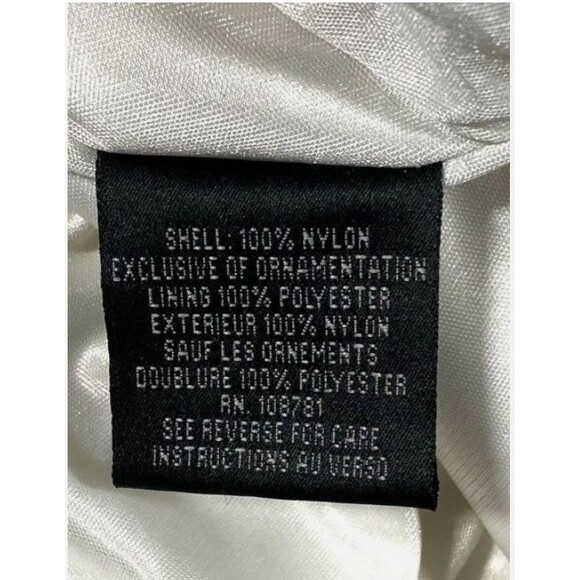 SHELL: 100% NYLON
EXCLUSIVE OF ORNAMENTATION
LINING 100% POLYESTER
EXTERIEUR 100% NYLON
SAUF LES ORNEMENTS
DOUBLURE 100% POLYESTER
RN. 108781
SEE REVERSE FOR CARE
INSTRUCTIONS AU VERSO